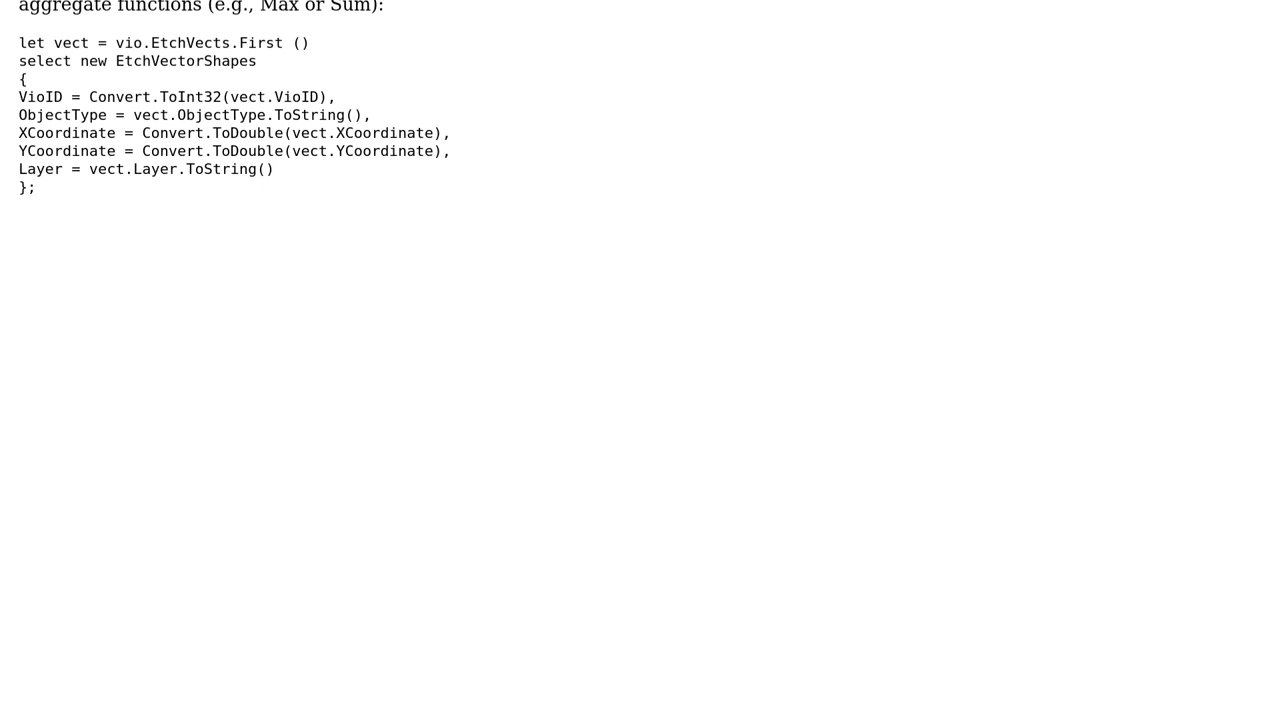 aggregate functions (e.g., Max or Sum):
let vect = vio.EtchVects.First ()
select new EtchVectorShapes
{
VioID = Convert.ToInt32(vect.VioID),
ObjectType = vect.ObjectType.ToString(),
XCoordinate = Convert.ToDouble(vect.XCoordinate),
YCoordinate = Convert.ToDouble(vect.YCoordinate),
Layer = vect.Layer.ToString()
};